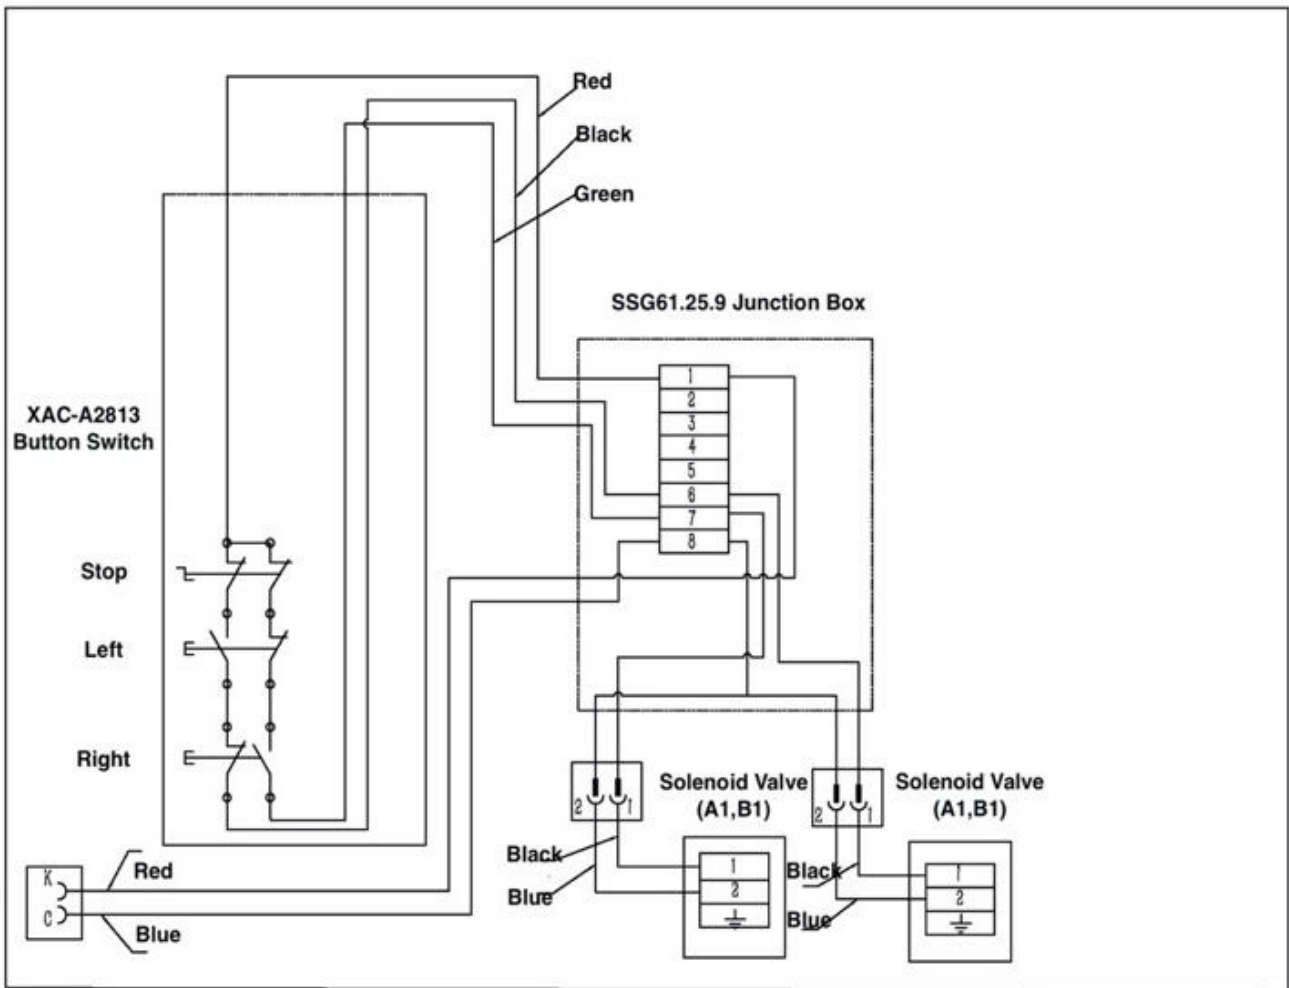 Red
Black
Green
SSG61.25.9 Junction Box
1
2
3
4
5
6
7
8
XAC-A2813
Button Switch
Stop
Left
Right
K
C
Red
Blue
2 1
Solenoid Valve
(A1,B1)
2 1
Solenoid Valve
(A1,B1)
Black
Blue
1
2
Black
Blue
1
2